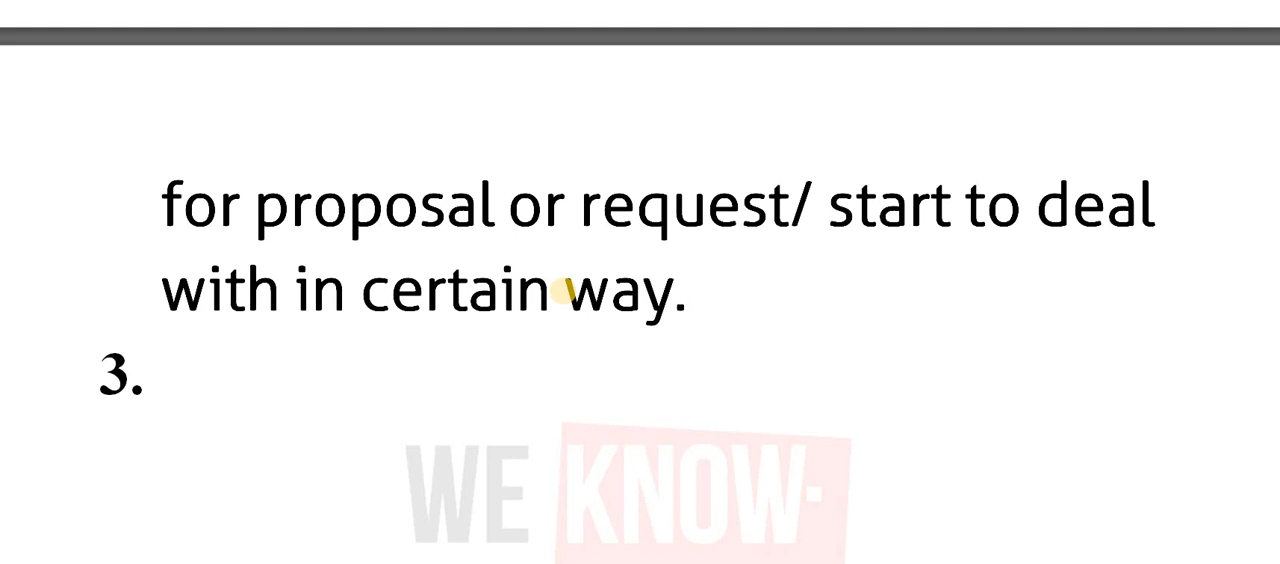 for proposal or request/ start to deal
with in certain way.
3.
WE KNOW